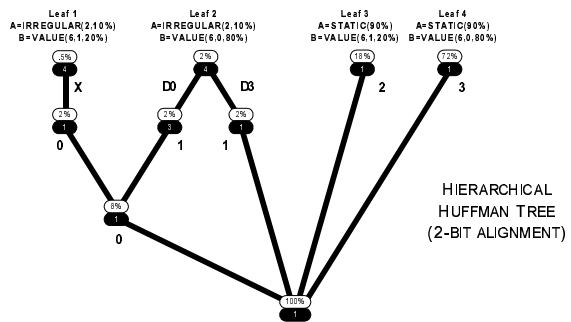 Leaf 1
A=IRREGULAR(2,10%)
B=VALUE(6,1,20%)
Leaf 2
A=IRREGULAR(2,10%)
B=VALUE(6,0,80%)
Leaf 3
A=STATIC(90%)
B=VALUE(6,1,20%)
Leaf 4
A=STATIC(90%)
B=VALUE(6,0,80%)
.5%
4
2%
4
18%
1
72%
1
X
D0
D3
2
3
2%
1
2%
3
2%
1
0
1
1
8%
1
0
HIERARCHICAL
HUFFMAN TREE
(2-BIT ALIGNMENT)
100%
1